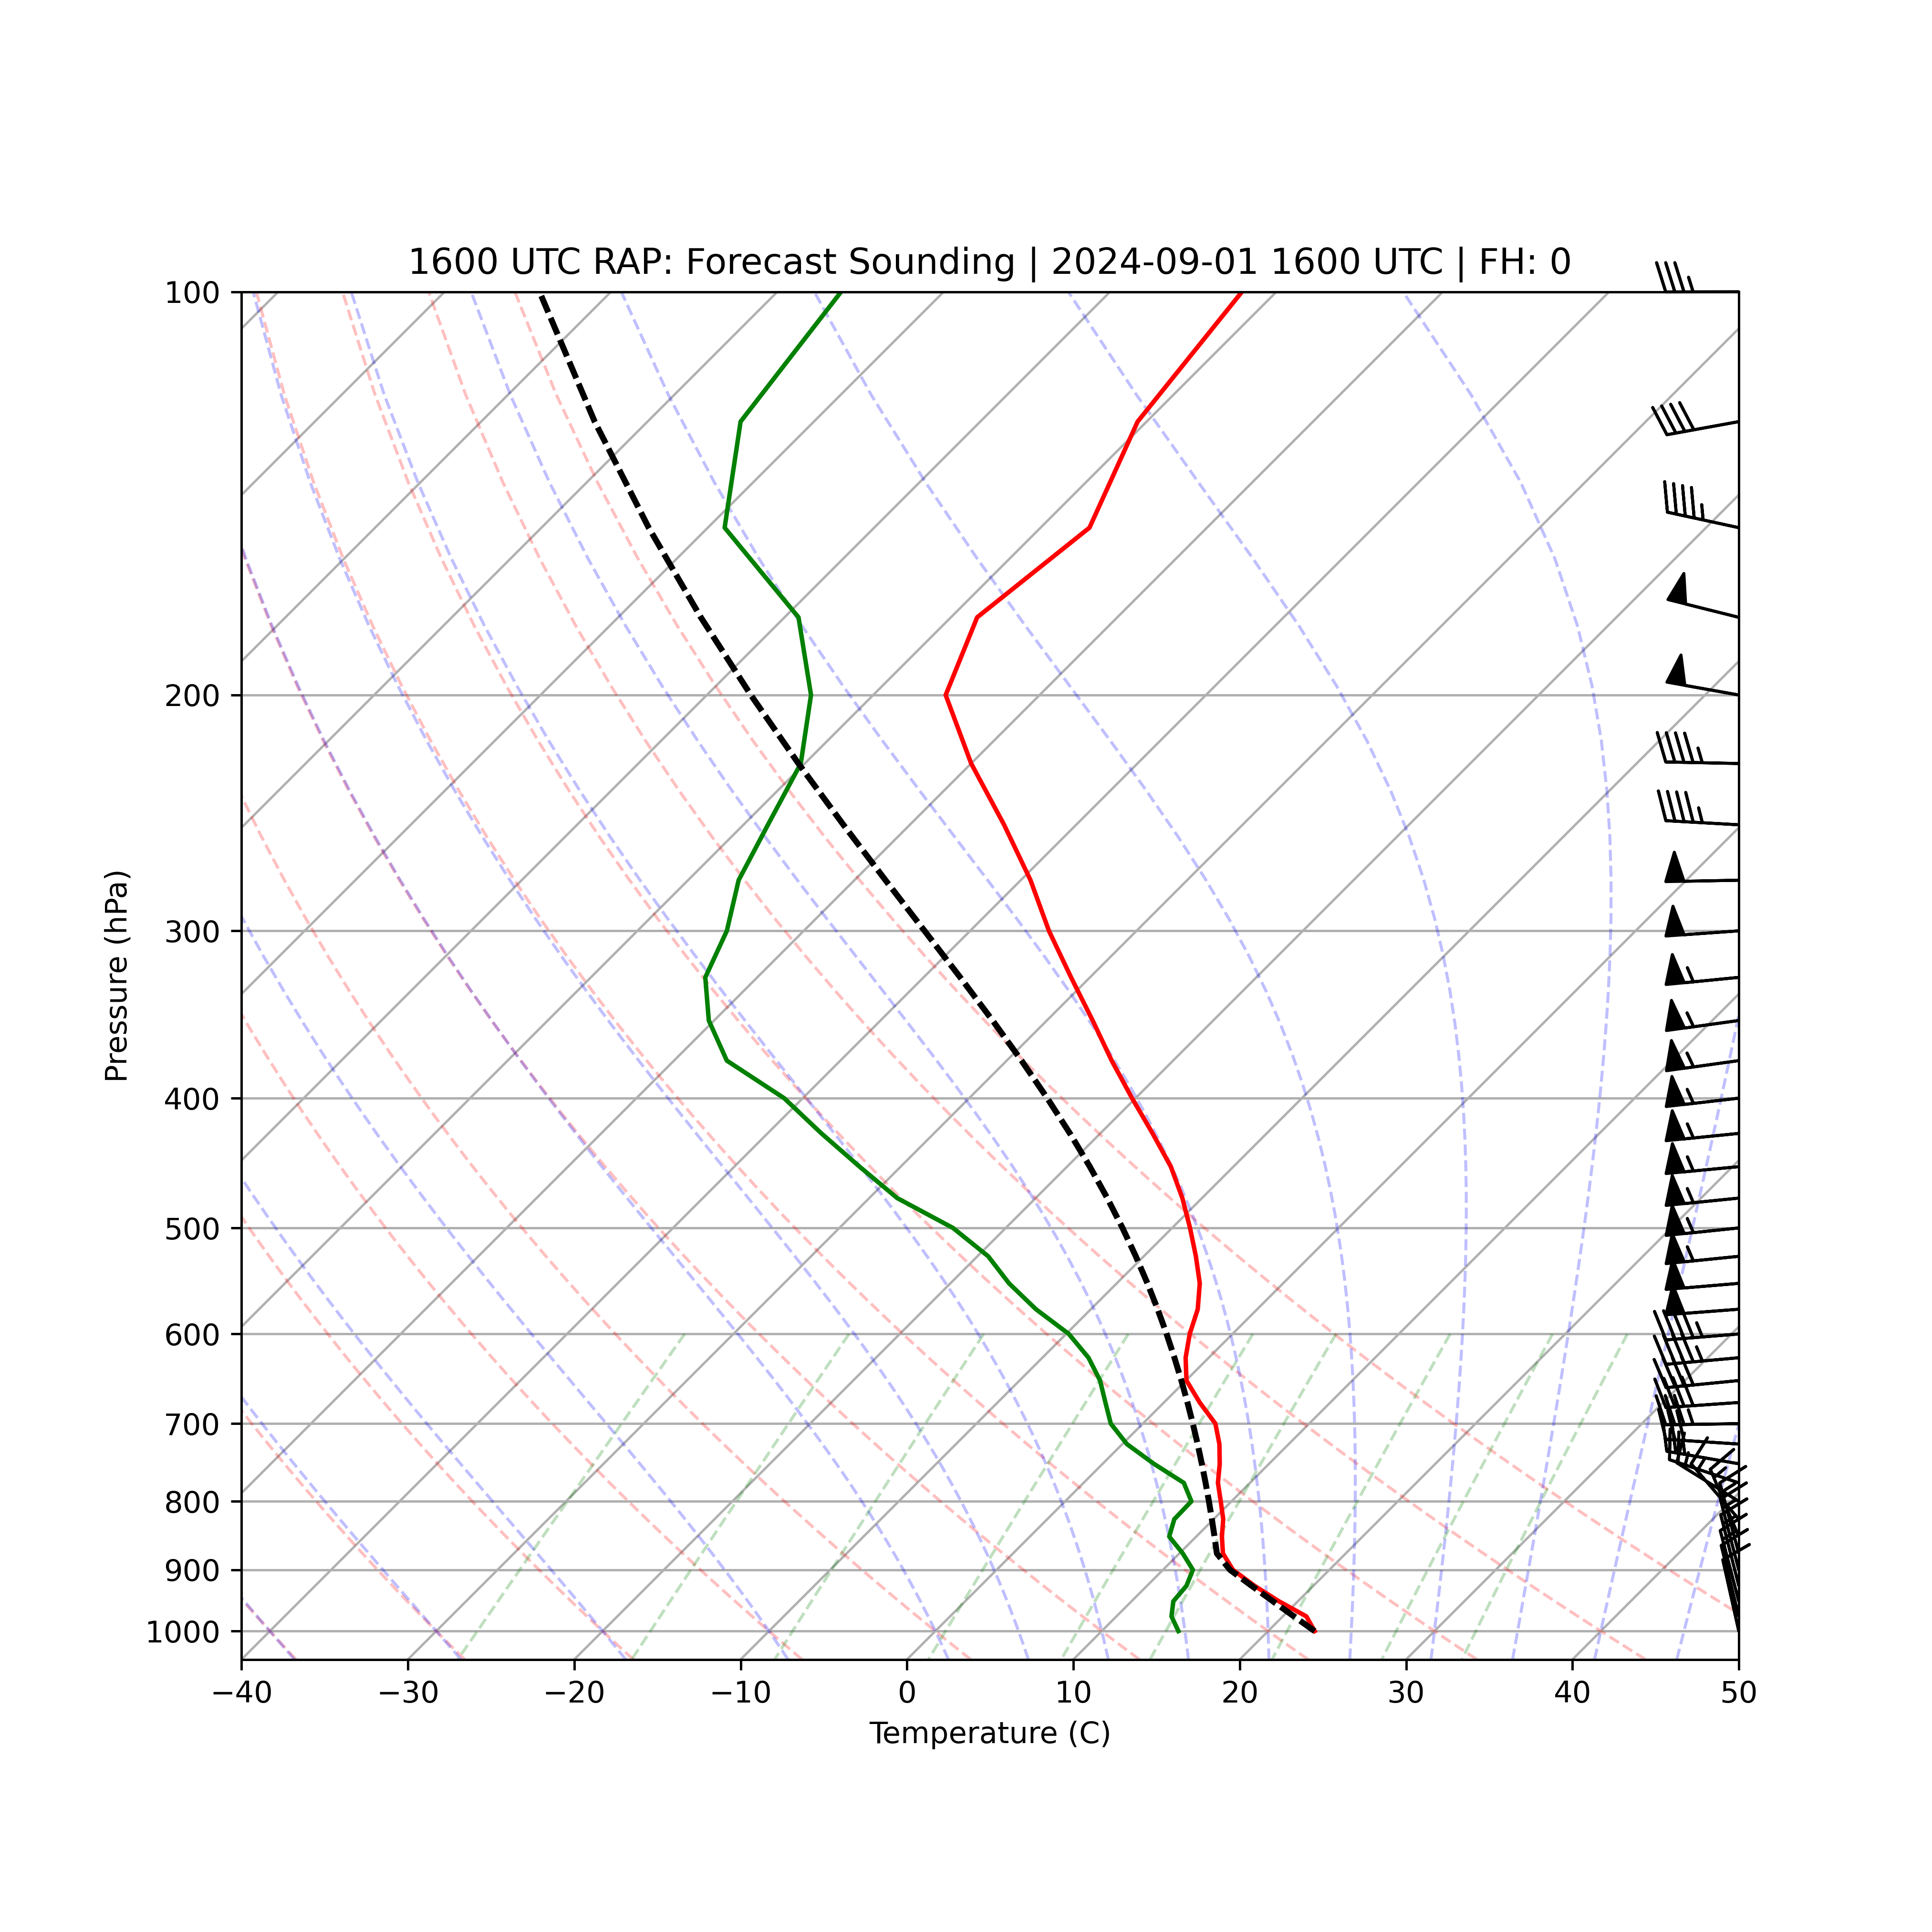 1600 UTC RAP: Forecast Sounding | 2024-09-01 1600 UTC | FH: 0
100
200
300
400
500
600
700
800
900
1000
Pressure (hPa)
−40 −30 −20 −10 0 10 20 30 40 50
Temperature (C)